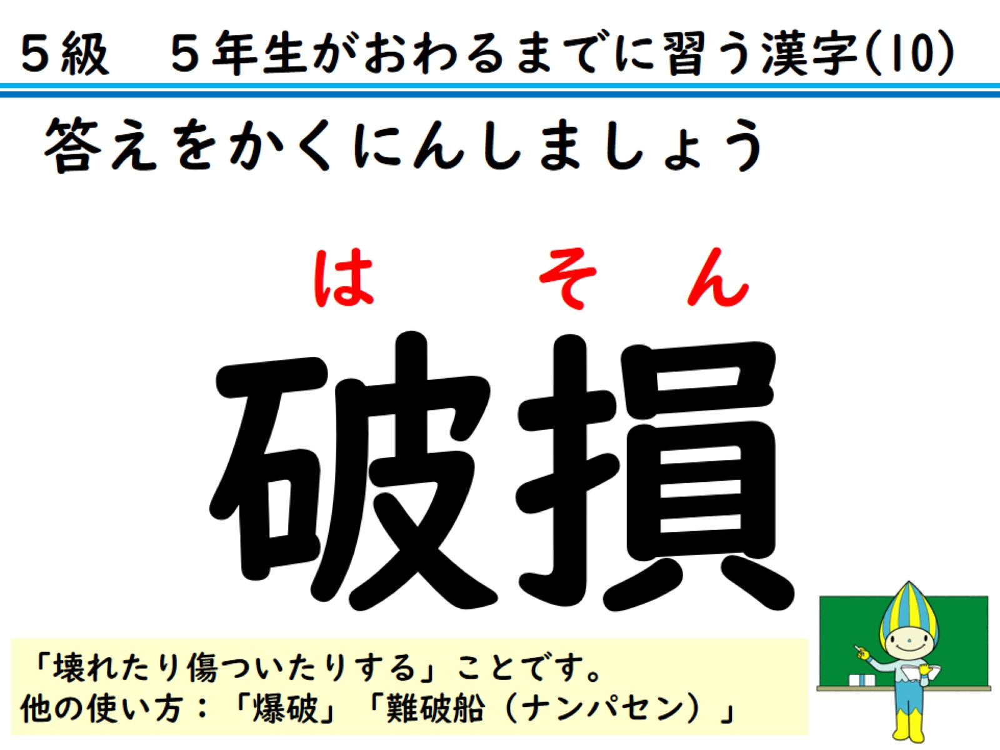 ５級　５年生がおわるまでに習う漢字(10)
答えをかくにんしましょう
は　そ　ん
破損
「壊れたり傷ついたりする」ことです。
他の使い方：「爆破」「難破船（ナンパセン）」